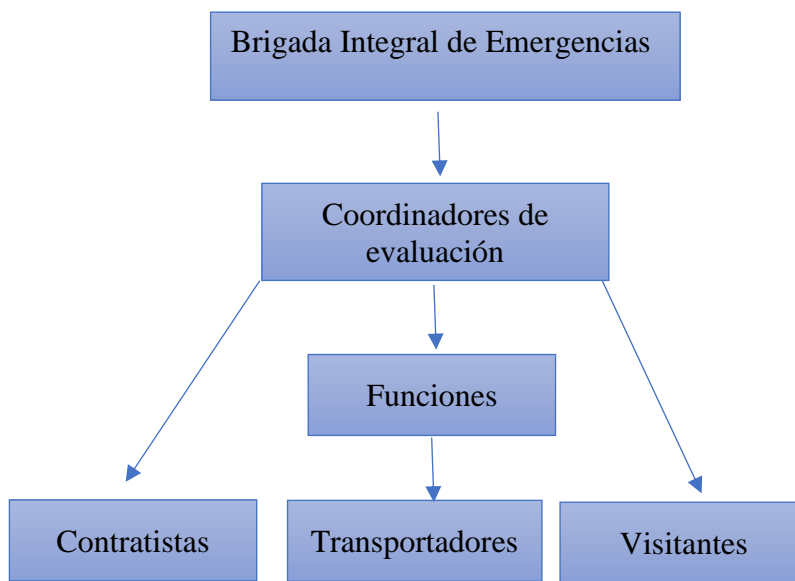 Brigada Integral de Emergencias
Coordinadores de
evaluación
Funciones
Contratistas
Transportadores
Visitantes